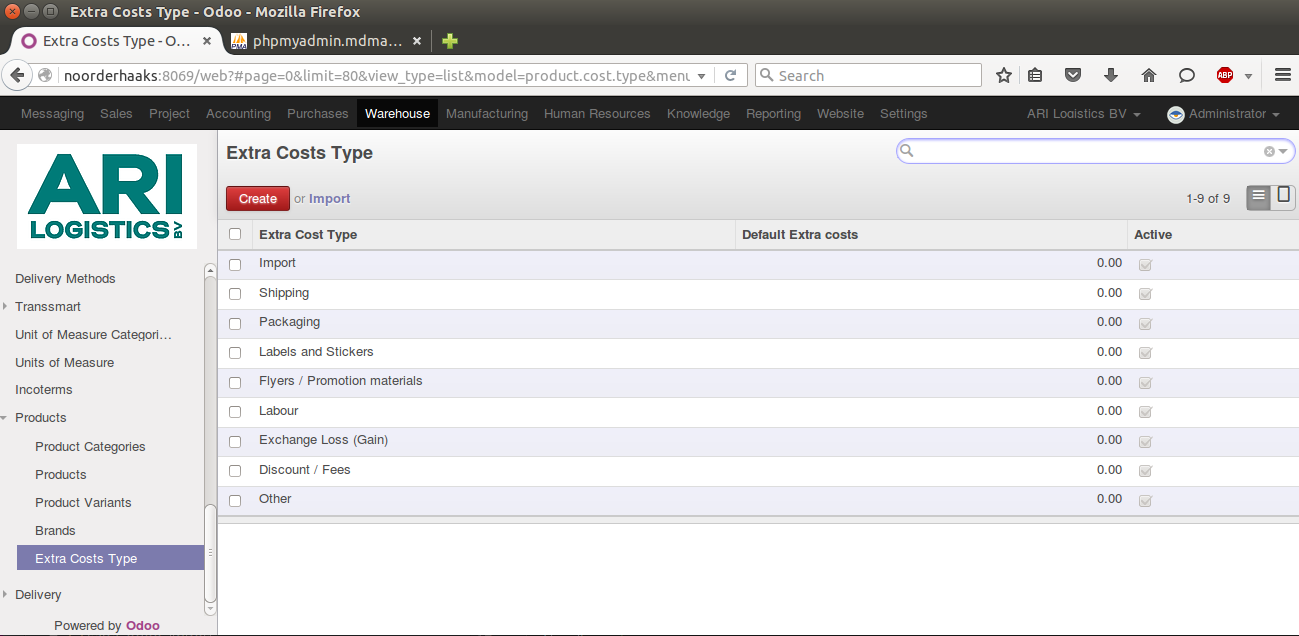 Extra Costs Type - Odoo - Mozilla Firefox
Extra Costs Type - O... phpmyadmin.mdma...
noorderhaaks:8069/web?#page=0&limit=80&view_type=list&model=product.cost.type&menu Search ABP
Messaging Sales Project Accounting Purchases Warehouse Manufacturing Human Resources Knowledge Reporting Website Settings ARI Logistics BV Administrator
ARI
LOGISTICS BV
Extra Costs Type
Create or Import 1-9 of 9
Extra Cost Type Default Extra costs Active
Import 0.00
Shipping 0.00
Packaging 0.00
Labels and Stickers 0.00
Flyers / Promotion materials 0.00
Labour 0.00
Exchange Loss (Gain) 0.00
Discount / Fees 0.00
Other 0.00
Delivery Methods
Transsmart
Unit of Measure Categori...
Units of Measure
Incoterms
Products
Product Categories
Products
Product Variants
Brands
Extra Costs Type
Delivery
Powered by Odoo